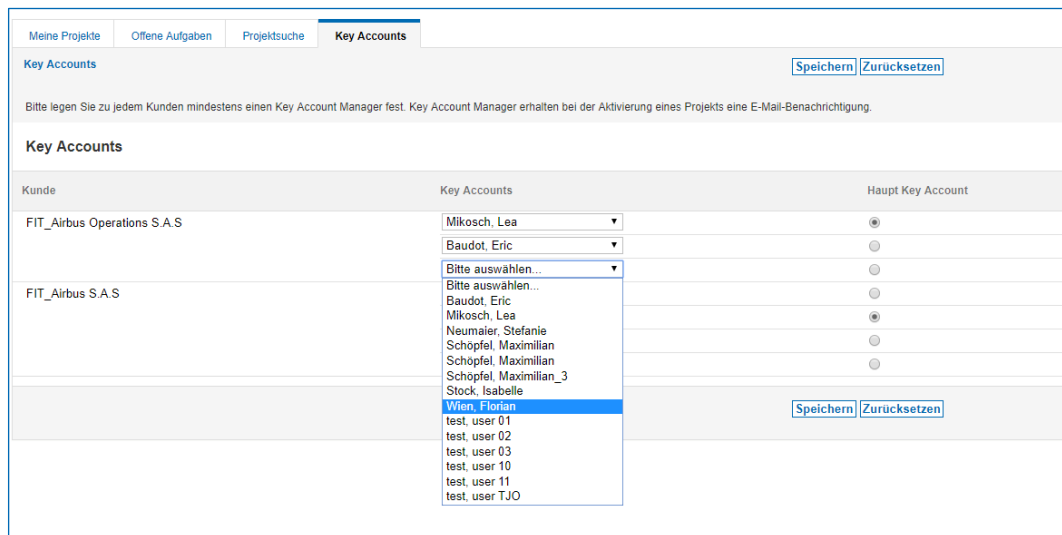 Meine Projekte Offene Aufgaben Projektsuche Key Accounts
Key Accounts Speichern Zurücksetzen
Bitte legen Sie zu jedem Kunden mindestens einen Key Account Manager fest. Key Account Manager erhalten bei der Aktivierung eines Projekts eine E-Mail-Benachrichtigung.
Key Accounts
Kunde Key Accounts Haupt Key Account
FIT_Airbus Operations S.A.S Mikosch, Lea
Baudot, Eric
Bitte auswählen...
FIT_Airbus S.A.S
Bitte auswählen...
Baudot, Eric
Mikosch, Lea
Neumaier, Stefanie
Schöpfel, Maximilian
Schöpfel, Maximilian
Schöpfel, Maximilian_3
Stock, Isabelle
Wien, Florian
test, user 01
test, user 02
test, user 03
test, user 10
test, user 11
test, user TJO
Speichern Zurücksetzen